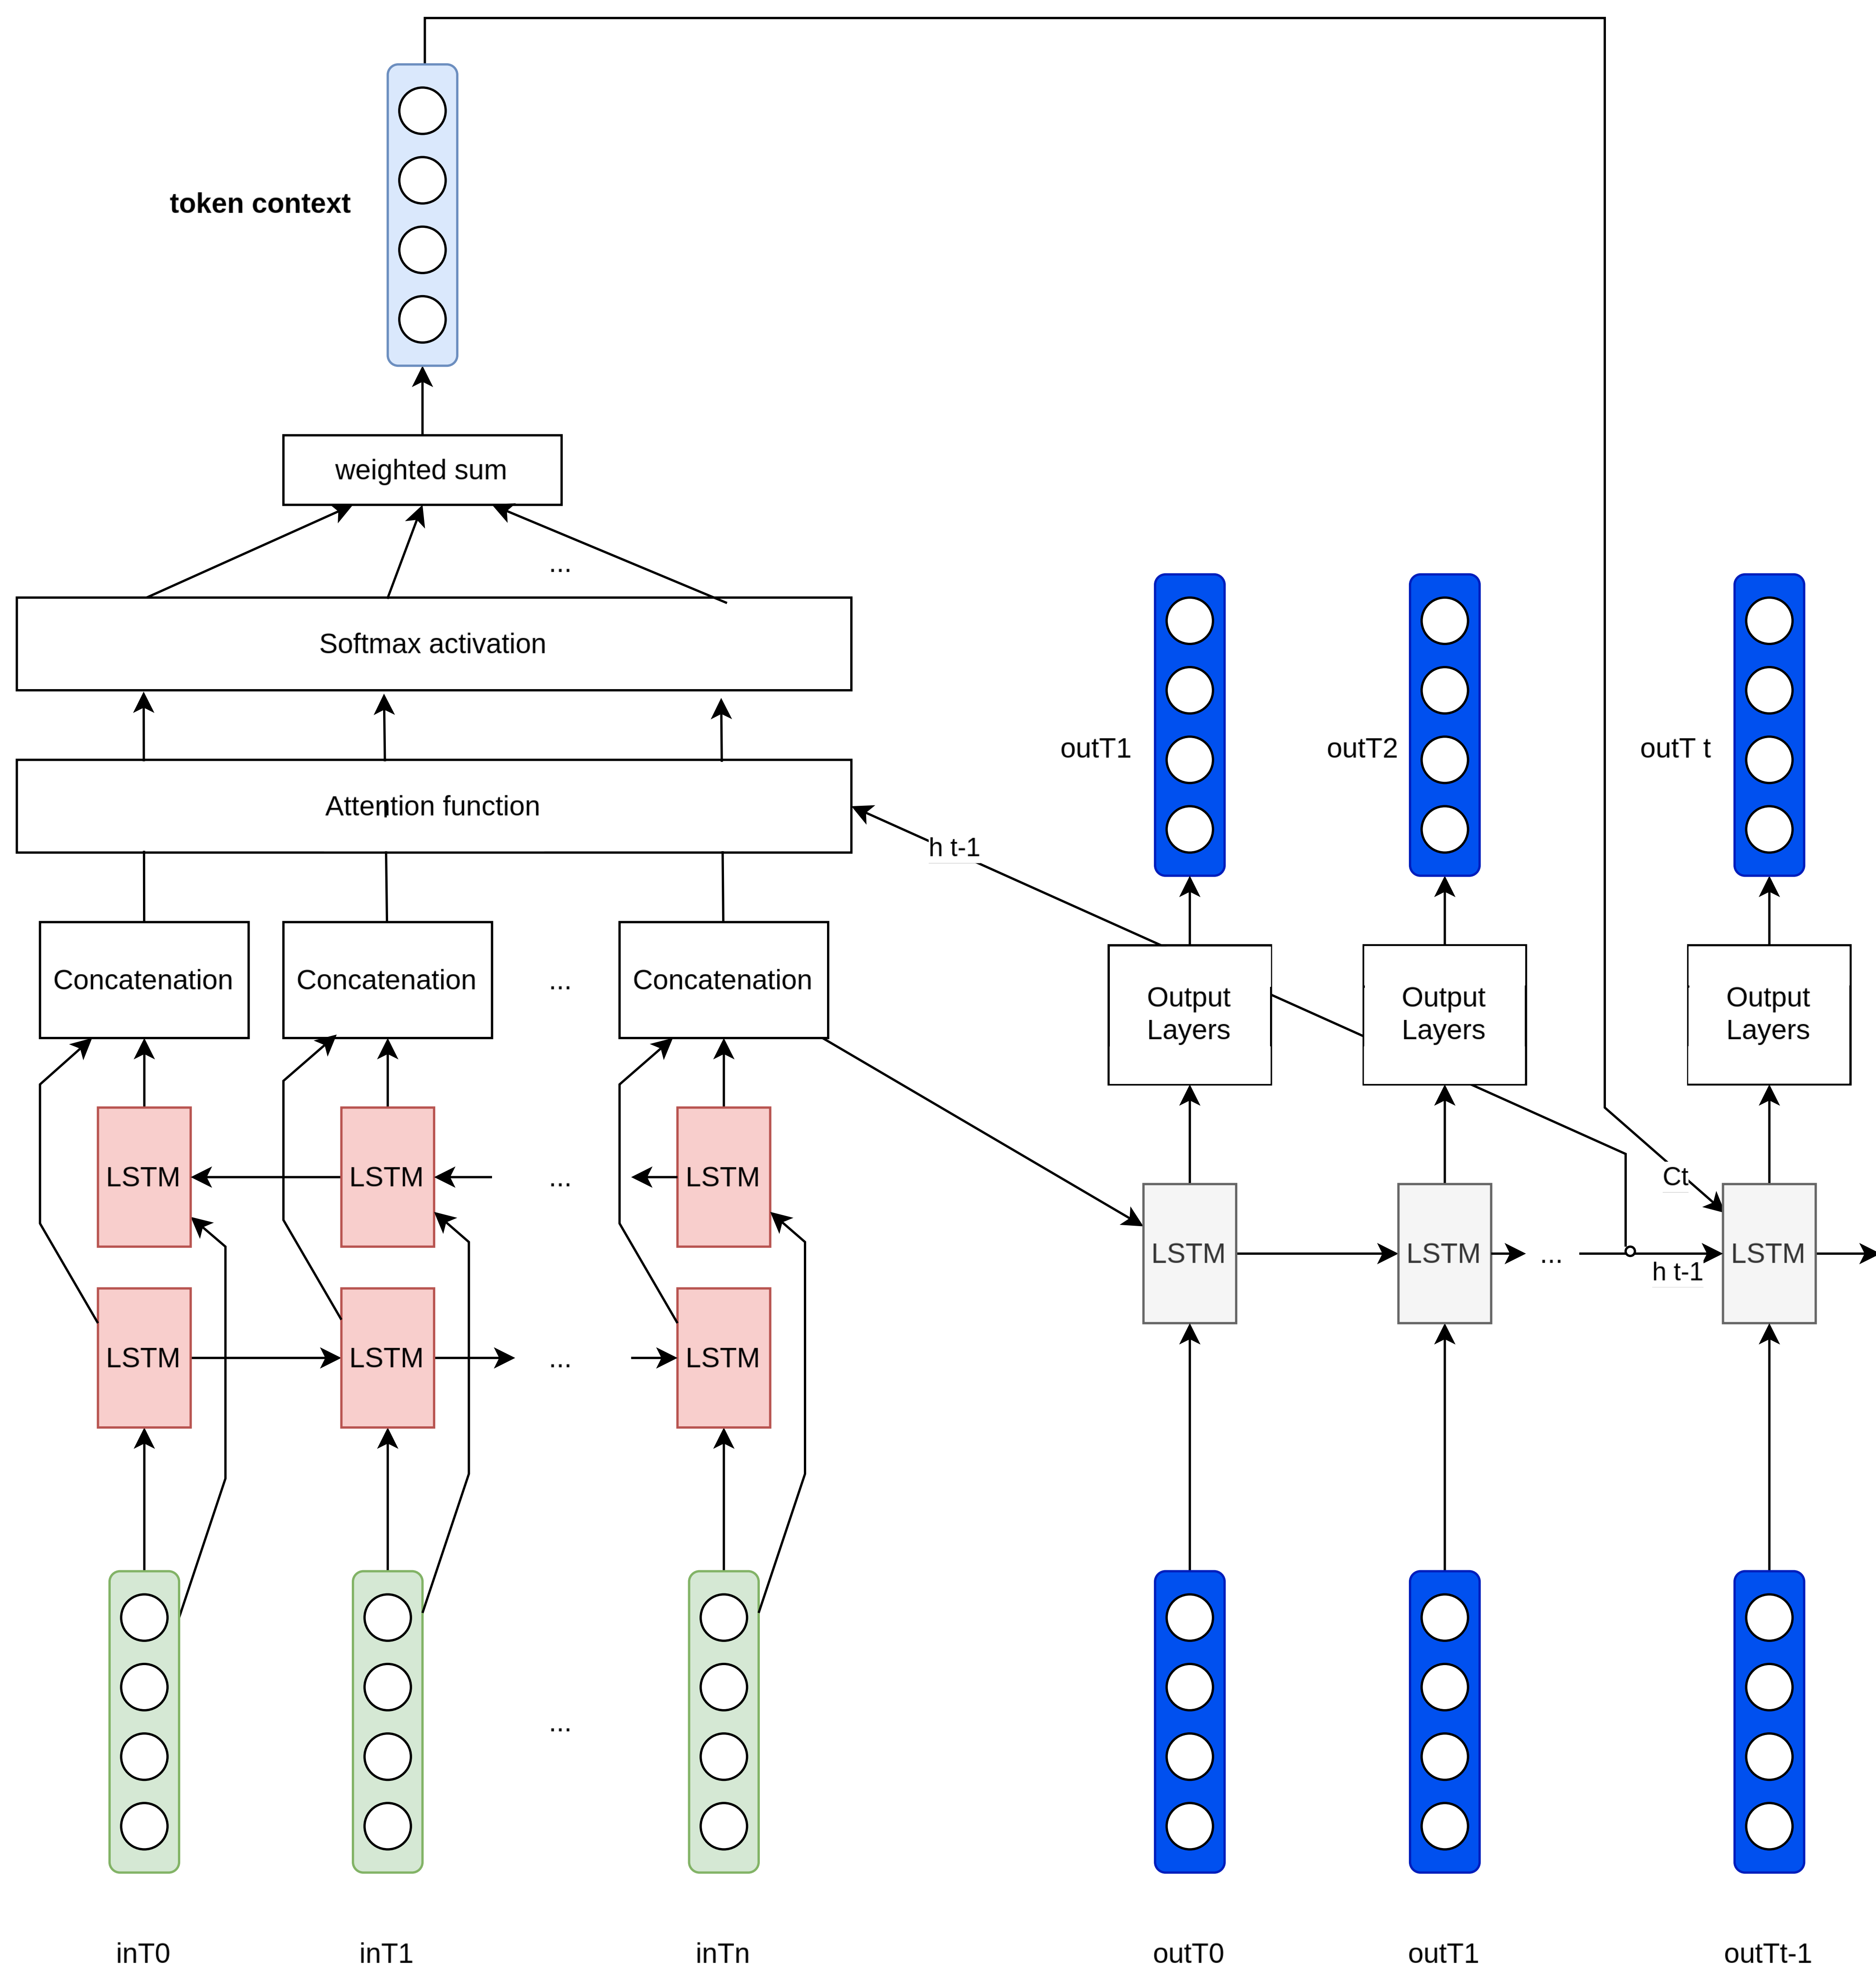 token context
weighted sum
...
Softmax activation
Attention function
h t-1
outT1
outT2
outT t
Concatenation
Concatenation
...
Concatenation
Output
Layers
Output
Layers
Output
Layers
LSTM
LSTM
...
LSTM
Ct
LSTM
LSTM
...
h t-1
LSTM
LSTM
LSTM
...
LSTM
...
inT0
inT1
inTn
outT0
outT1
outTt-1